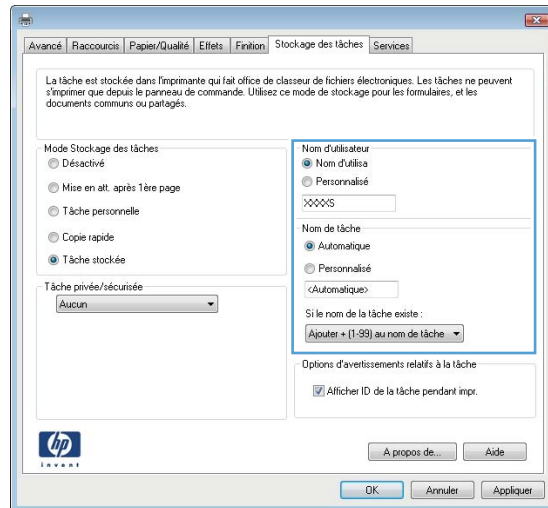 Avancé Raccourcis Papier/Qualité Effets Finition Stockage des tâches Services
La tâche est stockée dans l'imprimante qui fait office de classeur de fichiers électroniques. Les tâches ne peuvent
s'imprimer que depuis le panneau de commande. Utilisez ce mode de stockage pour les formulaires, et les
documents communs ou partagés.
Mode Stockage des tâches
Désactivé
Mise en att. après 1ère page
Tâche personnelle
Copie rapide
Tâche stockée
Tâche privée/sécurisée
Aucun
Nom d'utilisateur
Nom d'utilisa
Personnalisé
XXXXS
Nom de tâche
Automatique
Personnalisé
<Automatique>
Si le nom de la tâche existe :
Ajouter + (1-99) au nom de tâche
Options d'avertissements relatifs à la tâche
Afficher ID de la tâche pendant impr.
hp
invent
A propos de... Aide
OK Annuler Appliquer